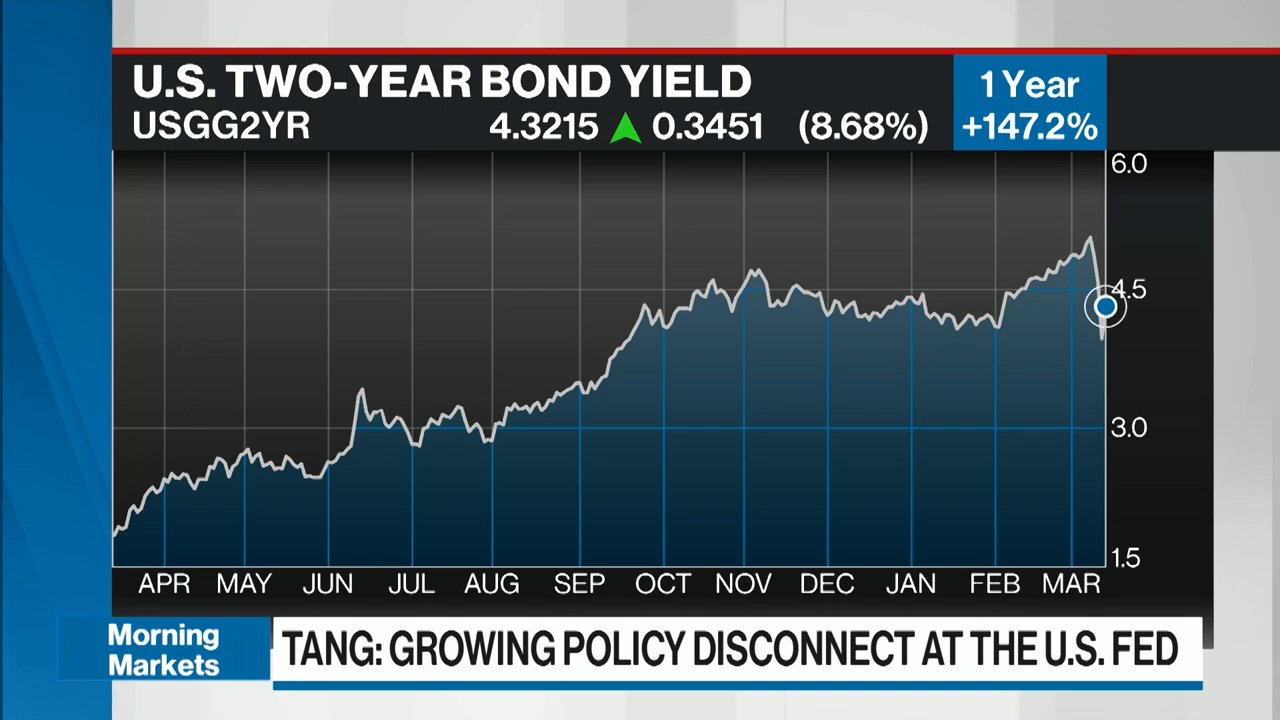 U.S. TWO-YEAR BOND YIELD
USGG2YR 4.3215 ▲ 0.3451 (8.68%)
1 Year
+147.2%
6.0
4.5
3.0
1.5
APR MAY JUN JUL AUG SEP OCT NOV DEC JAN FEB MAR
Morning
Markets
TANG: GROWING POLICY DISCONNECT AT THE U.S. FED